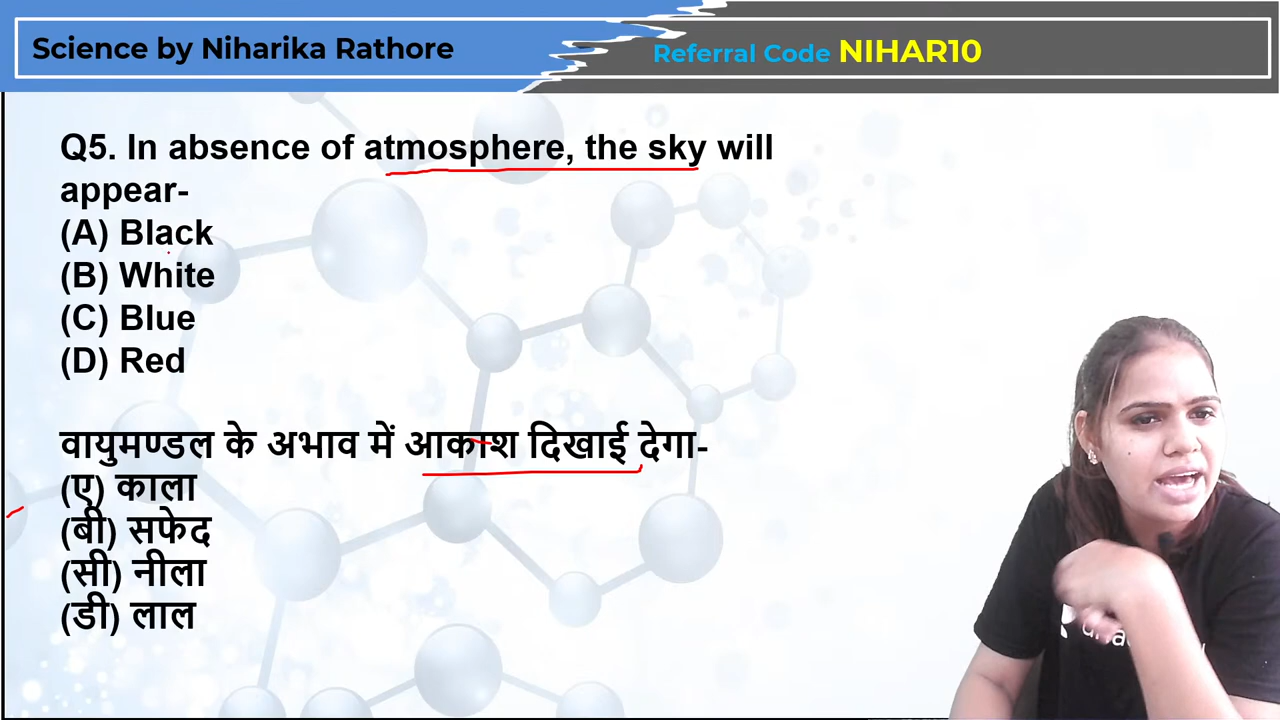 Science by Niharika Rathore
Referral Code NIHAR10
Q5. In absence of atmosphere, the sky will
appear-
(A) Black
(B) White
(C) Blue
(D) Red
वायुमण्डल के अभाव में आकाश दिखाई देगा-
(ए) काला
(बी) सफेद
(सी) नीला
(डी) लाल